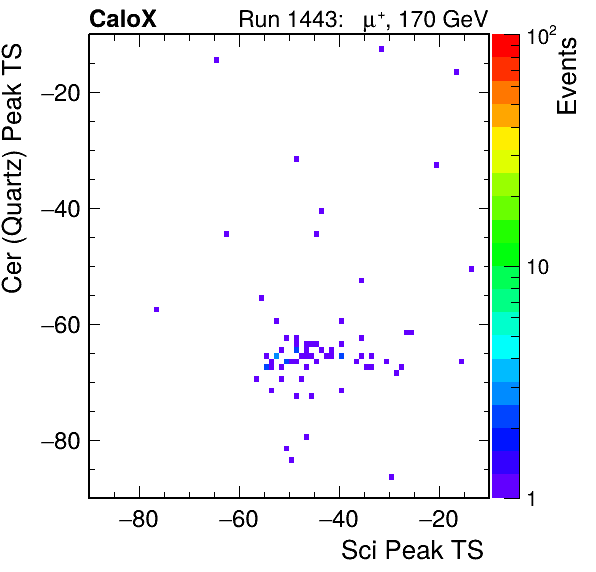 CaloX Run 1443: μ⁺, 170 GeV
Cer (Quartz) Peak TS
−20
−40
−60
−80
−80 −60 −40 −20
Sci Peak TS
10²
10
1
Events